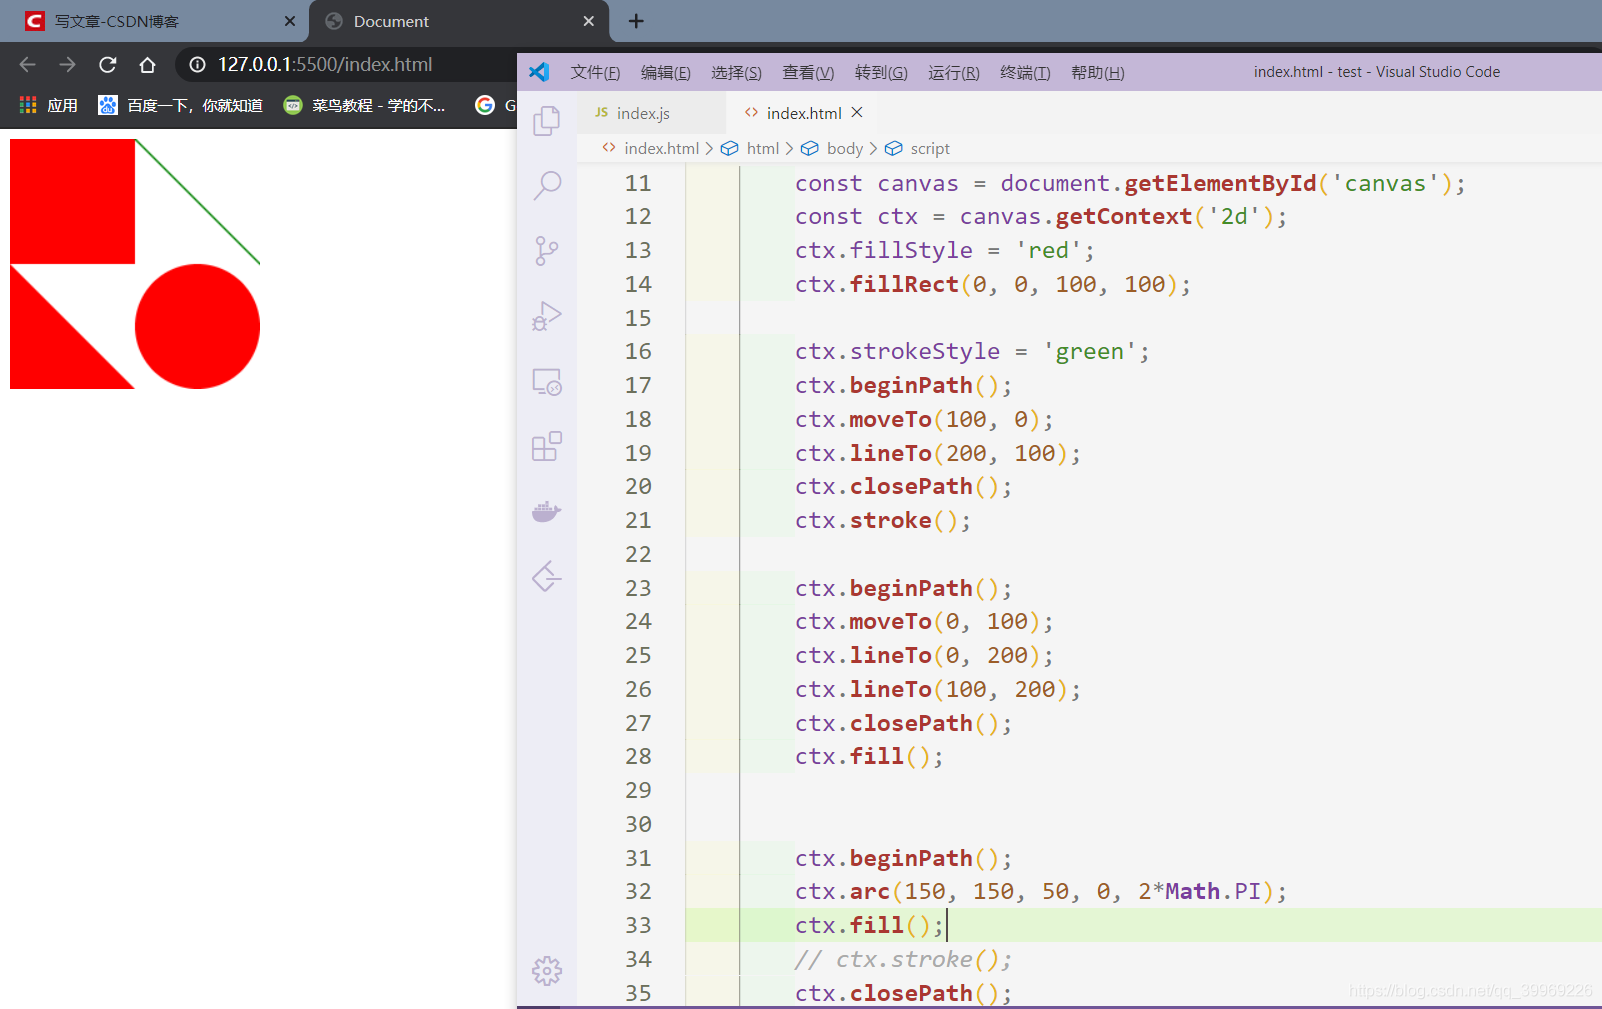 写文章-CSDN博客
Document
127.0.0.1:5500/index.html
应用
百度一下，你就知道
菜鸟教程 - 学的不...
G
文件(F) 编辑(E) 选择(S) 查看(V) 转到(G) 运行(R) 终端(T) 帮助(H)
index.html - test - Visual Studio Code
JS index.js
index.html
index.html > html > body > script
11 const canvas = document.getElementById('canvas');
12 const ctx = canvas.getContext('2d');
13 ctx.fillStyle = 'red';
14 ctx.fillRect(0, 0, 100, 100);
15
16 ctx.strokeStyle = 'green';
17 ctx.beginPath();
18 ctx.moveTo(100, 0);
19 ctx.lineTo(200, 100);
20 ctx.closePath();
21 ctx.stroke();
22
23 ctx.beginPath();
24 ctx.moveTo(0, 100);
25 ctx.lineTo(0, 200);
26 ctx.lineTo(100, 200);
27 ctx.closePath();
28 ctx.fill();
29
30
31 ctx.beginPath();
32 ctx.arc(150, 150, 50, 0, 2*Math.PI);
33 ctx.fill();
34 // ctx.stroke();
35 ctx.closePath();
https://blog.csdn.net/qq_39969226